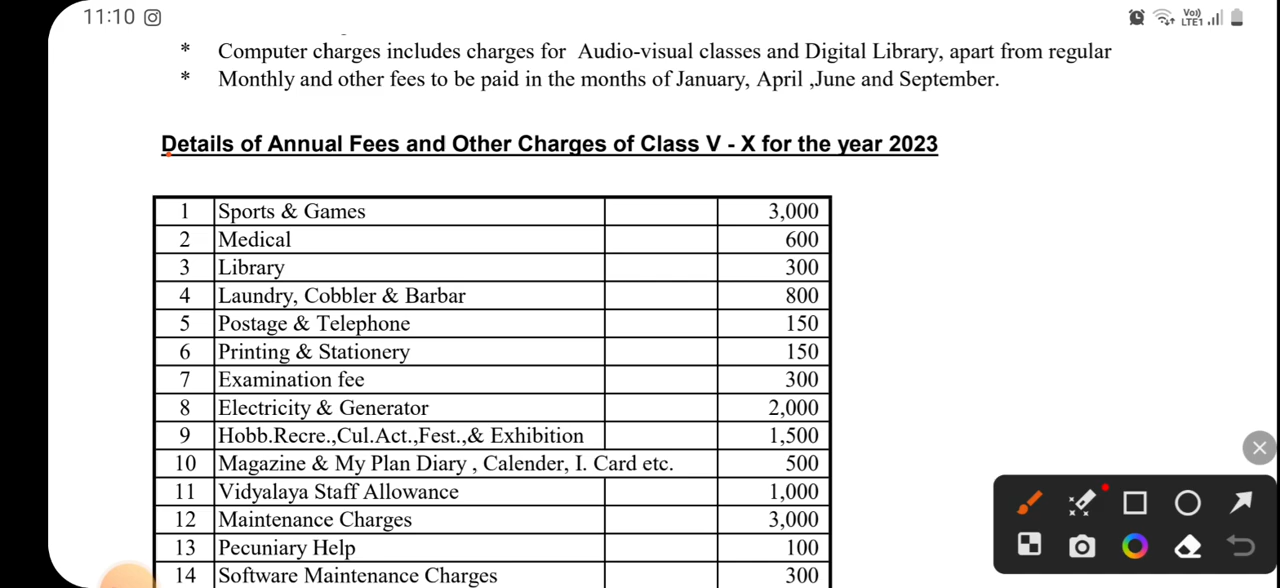 11:10
Vo))
LTE1
* Computer charges includes charges for Audio-visual classes and Digital Library, apart from regular
* Monthly and other fees to be paid in the months of January, April ,June and September.
Details of Annual Fees and Other Charges of Class V - X for the year 2023
1 Sports & Games 3,000
2 Medical 600
3 Library 300
4 Laundry, Cobbler & Barbar 800
5 Postage & Telephone 150
6 Printing & Stationery 150
7 Examination fee 300
8 Electricity & Generator 2,000
9 Hobb.Recre.,Cul.Act.,Fest.,& Exhibition 1,500
10 Magazine & My Plan Diary , Calender, I. Card etc. 500
11 Vidyalaya Staff Allowance 1,000
12 Maintenance Charges 3,000
13 Pecuniary Help 100
14 Software Maintenance Charges 300